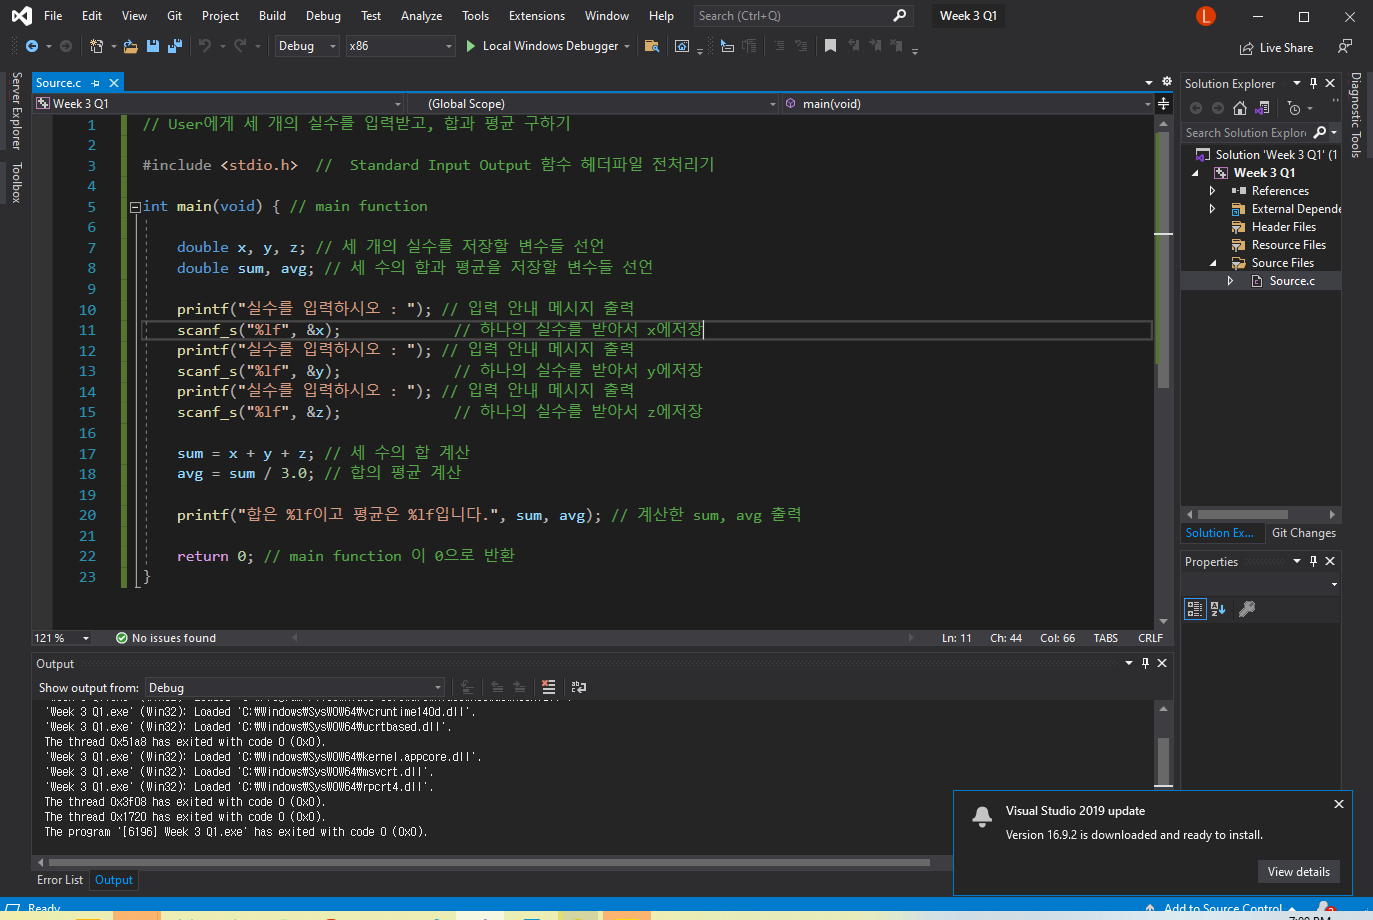 File Edit View Git Project Build Debug Test Analyze Tools Extensions Window Help Search (Ctrl+Q) Week 3 Q1 L
Debug x86 Local Windows Debugger Live Share
Server Explorer
Toolbox
Source.c
Week 3 Q1 (Global Scope) main(void)
1 // User에게 세 개의 실수를 입력받고, 합과 평균 구하기
2
3 #include <stdio.h> // Standard Input Output 함수 헤더파일 전처리기
4
5 int main(void) { // main function
6
7 double x, y, z; // 세 개의 실수를 저장할 변수들 선언
8 double sum, avg; // 세 수의 합과 평균을 저장할 변수들 선언
9
10 printf("실수를 입력하시오 : "); // 입력 안내 메시지 출력
11 scanf_s("%lf", &x); // 하나의 실수를 받아서 x에저장
12 printf("실수를 입력하시오 : "); // 입력 안내 메시지 출력
13 scanf_s("%lf", &y); // 하나의 실수를 받아서 y에저장
14 printf("실수를 입력하시오 : "); // 입력 안내 메시지 출력
15 scanf_s("%lf", &z); // 하나의 실수를 받아서 z에저장
16
17 sum = x + y + z; // 세 수의 합 계산
18 avg = sum / 3.0; // 합의 평균 계산
19
20 printf("합은 %lf이고 평균은 %lf입니다.", sum, avg); // 계산한 sum, avg 출력
21
22 return 0; // main function 이 0으로 반환
23 }
121 % No issues found Ln: 11 Ch: 44 Col: 66 TABS CRLF
Output
Show output from: Debug
'Week 3 Q1.exe' (Win32): Loaded 'C:₩Windows₩SysWOW64₩vcruntime140d.dll'.
'Week 3 Q1.exe' (Win32): Loaded 'C:₩Windows₩SysWOW64₩ucrtbased.dll'.
The thread 0x51a8 has exited with code 0 (0x0).
'Week 3 Q1.exe' (Win32): Loaded 'C:₩Windows₩SysWOW64₩kernel.appcore.dll'.
'Week 3 Q1.exe' (Win32): Loaded 'C:₩Windows₩SysWOW64₩msvcrt.dll'.
'Week 3 Q1.exe' (Win32): Loaded 'C:₩Windows₩SysWOW64₩rpcrt4.dll'.
The thread 0x3f08 has exited with code 0 (0x0).
The thread 0x1720 has exited with code 0 (0x0).
The program '[6196] Week 3 Q1.exe' has exited with code 0 (0x0).
Error List Output
Solution Explorer
Search Solution Explor
Solution 'Week 3 Q1' (1
Week 3 Q1
References
External Depende
Header Files
Resource Files
Source Files
Source.c
Solution Ex... Git Changes
Properties
Diagnostic Tools
Visual Studio 2019 update
Version 16.9.2 is downloaded and ready to install.
View details
Ready Add to Source Control 2